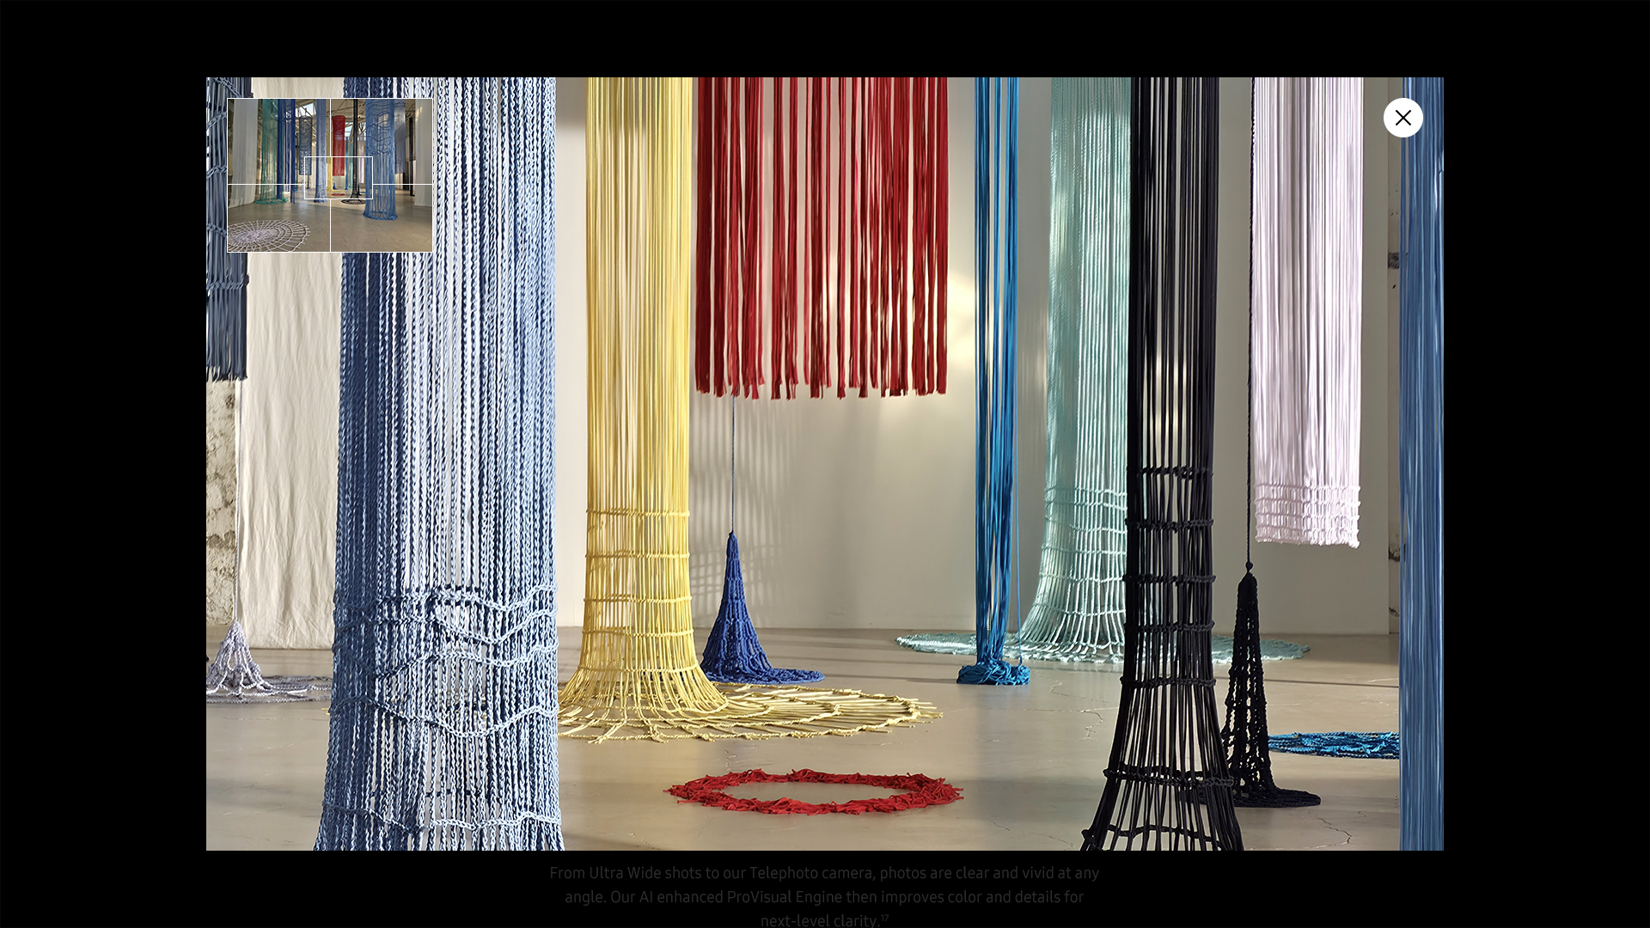 From Ultra Wide shots to our Telephoto camera, photos are clear and vivid at any
angle. Our AI enhanced ProVisual Engine then improves color and details for
next-level clarity.¹⁷